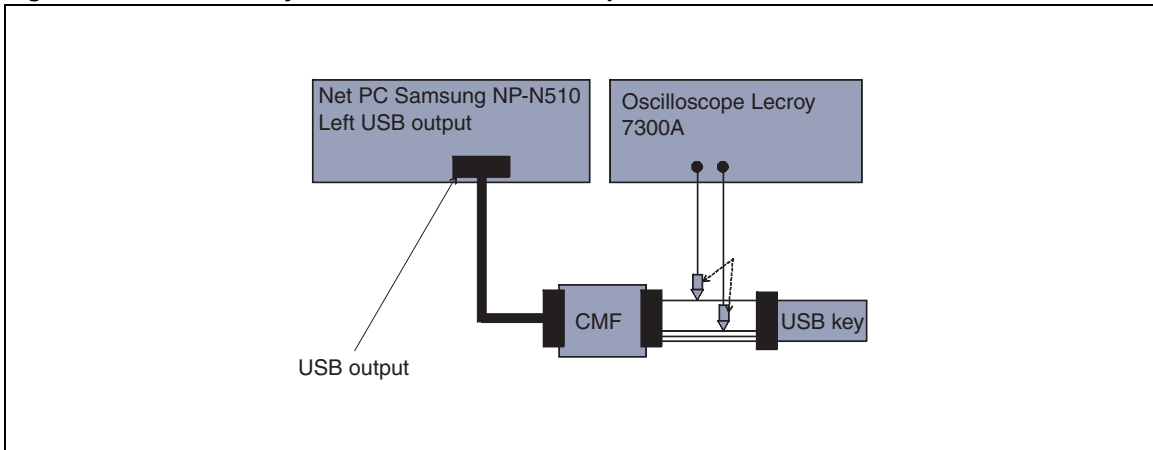 Net PC Samsung NP-N510
Left USB output
Oscilloscope Lecroy
7300A
CMF
USB key
USB output